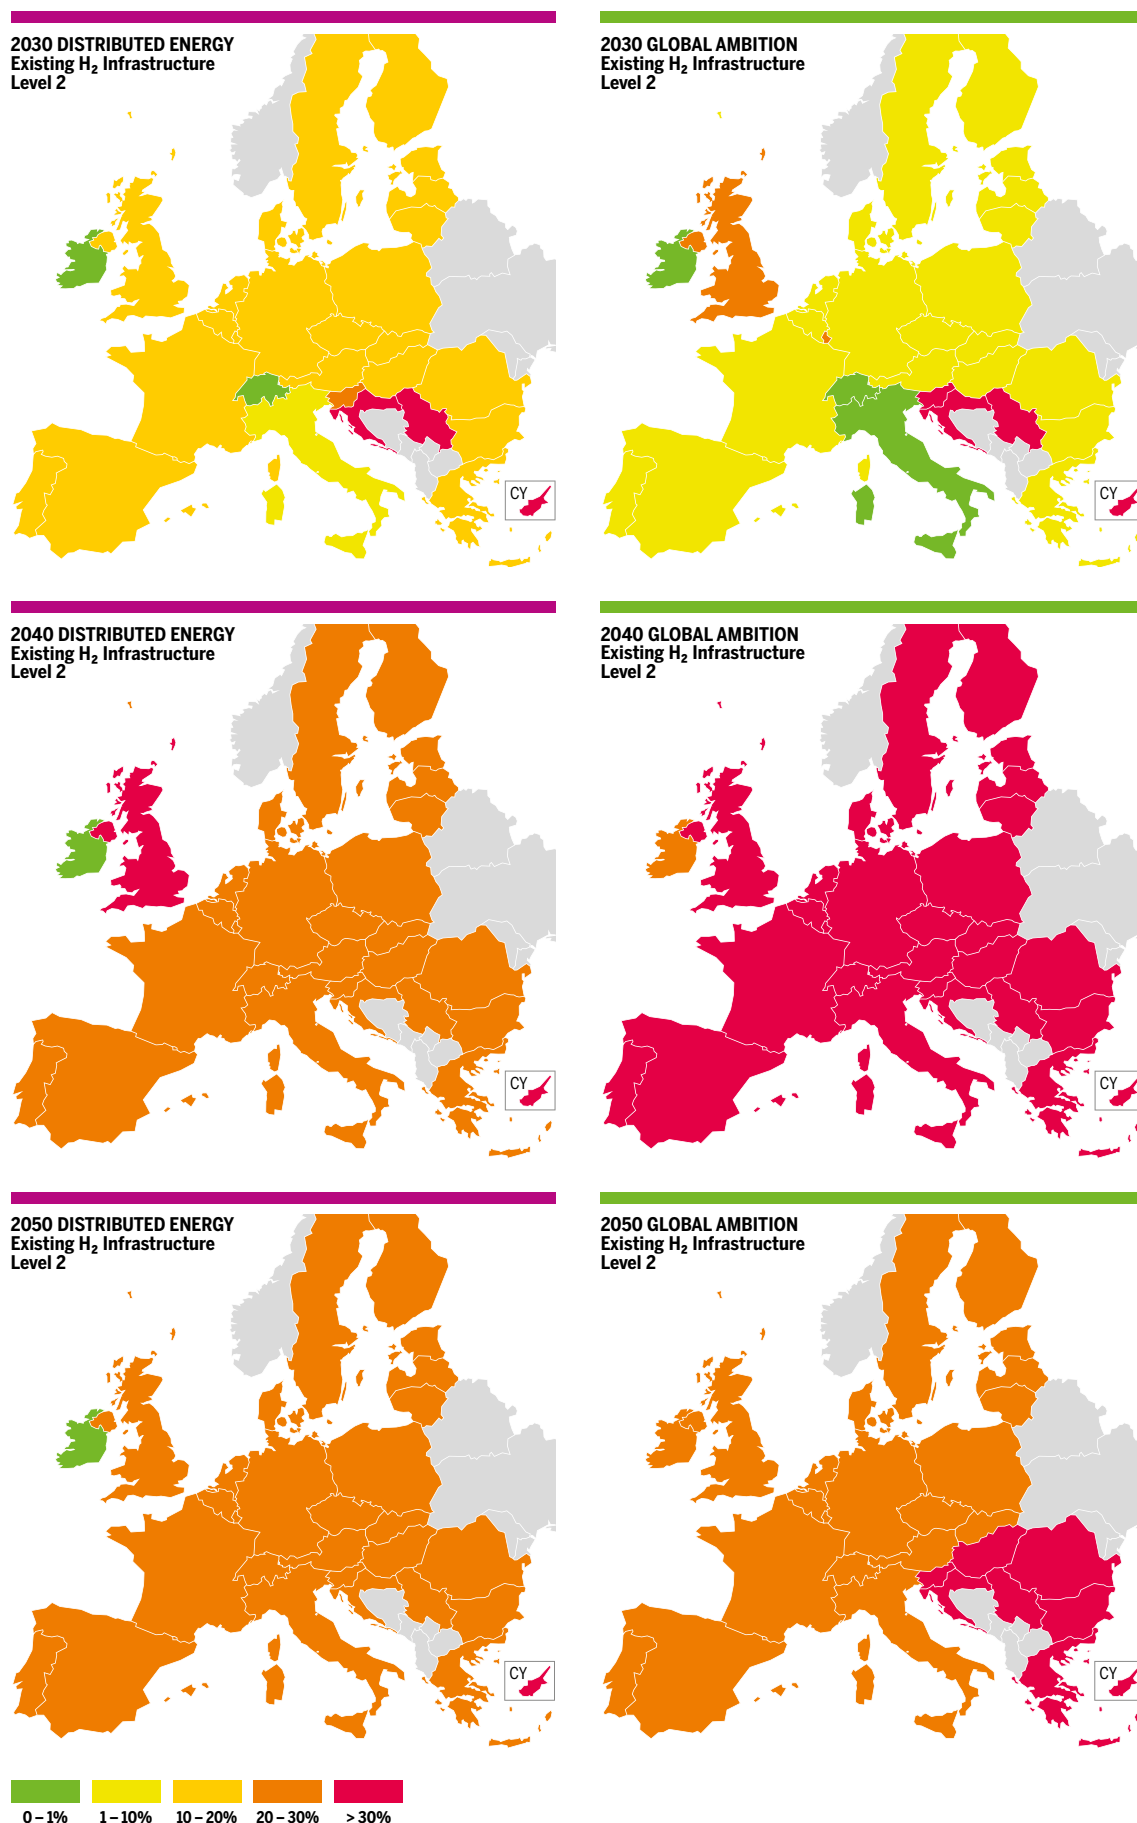 2030 DISTRIBUTED ENERGY
Existing H₂ Infrastructure
Level 2
CY
2030 GLOBAL AMBITION
Existing H₂ Infrastructure
Level 2
CY
2040 DISTRIBUTED ENERGY
Existing H₂ Infrastructure
Level 2
CY
2040 GLOBAL AMBITION
Existing H₂ Infrastructure
Level 2
CY
2050 DISTRIBUTED ENERGY
Existing H₂ Infrastructure
Level 2
CY
2050 GLOBAL AMBITION
Existing H₂ Infrastructure
Level 2
CY
0 – 1% 1 – 10% 10 – 20% 20 – 30% > 30%